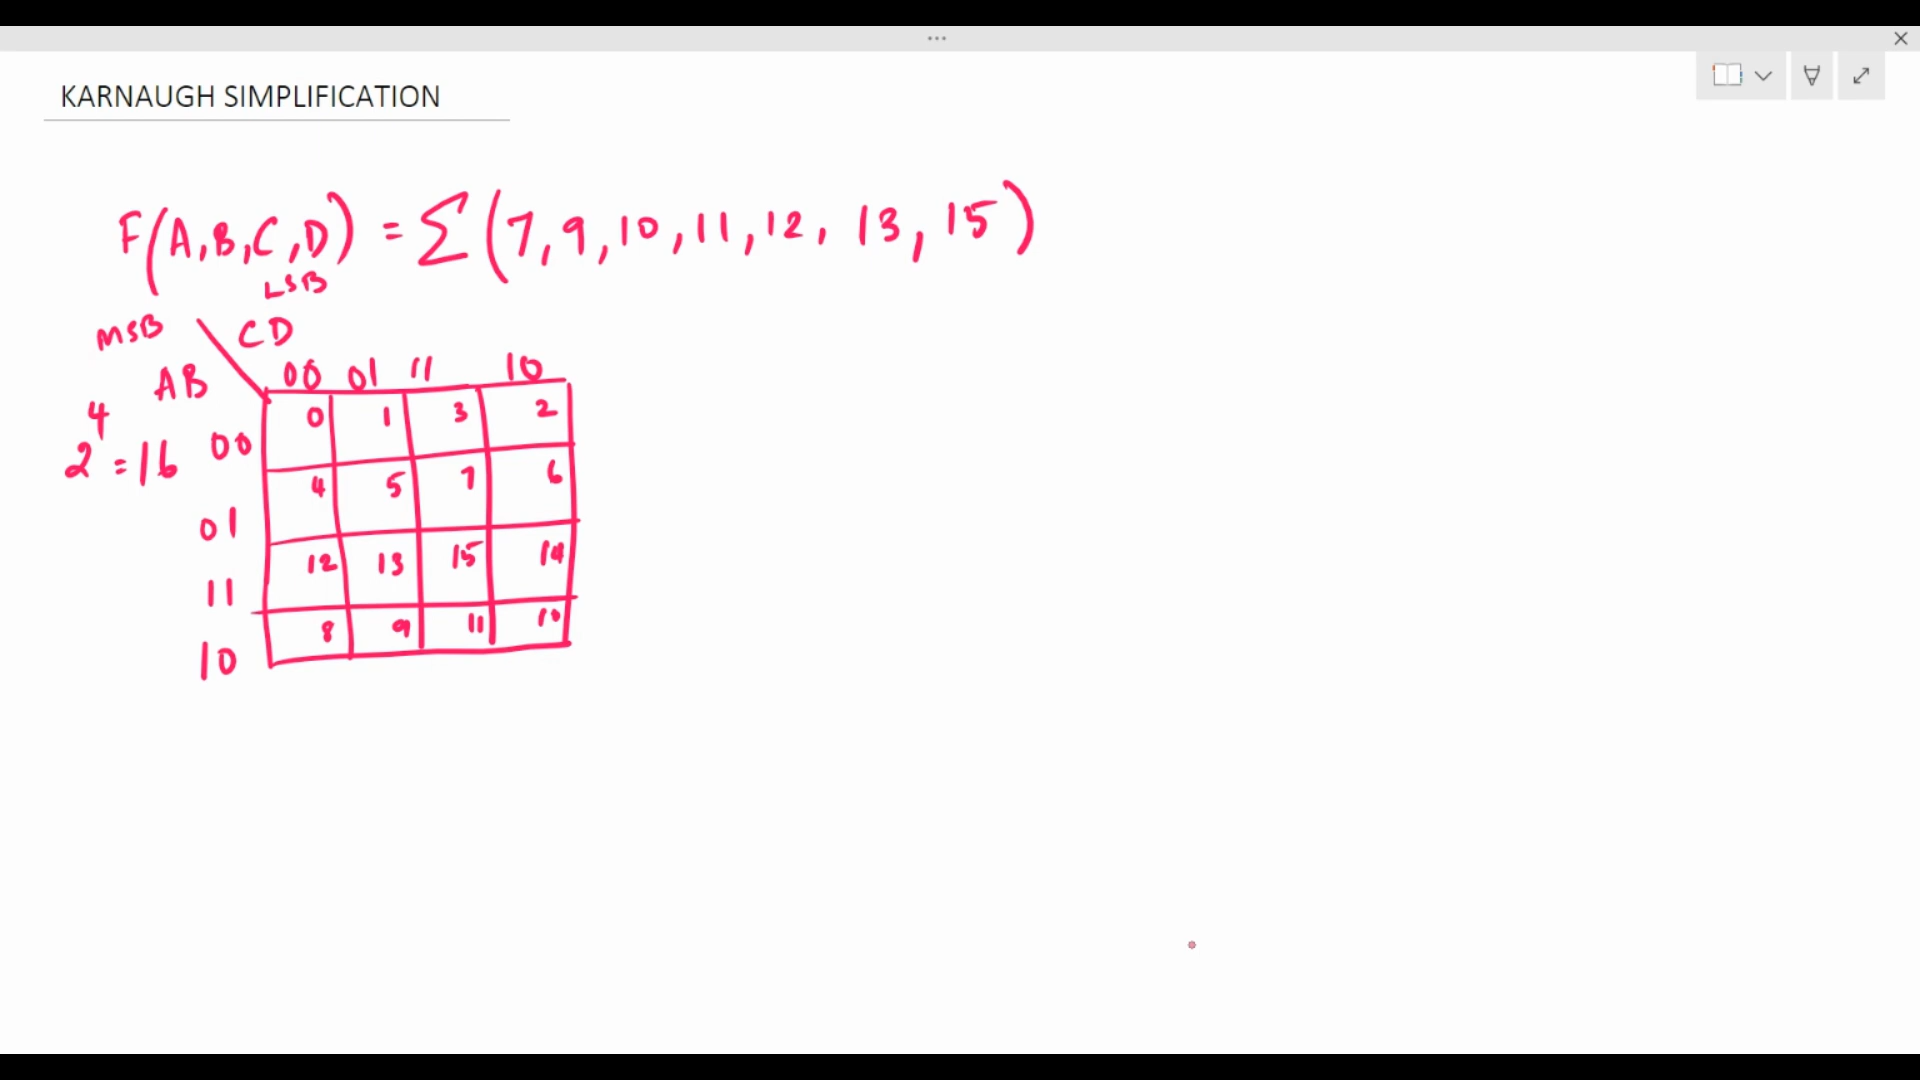 KARNAUGH SIMPLIFICATION
F(A,B,C,D) = Σ(7,9,10,11,12,13,15)
LSB
MSB CD
AB 00 01 11 10
2⁴=16 00 0 1 3 2
01 4 5 7 6
11 12 13 15 14
10 8 9 11 10